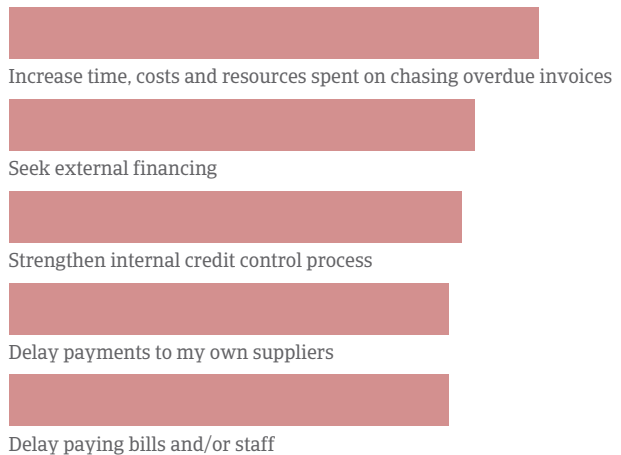 Increase time, costs and resources spent on chasing overdue invoices
Seek external financing
Strengthen internal credit control process
Delay payments to my own suppliers
Delay paying bills and/or staff